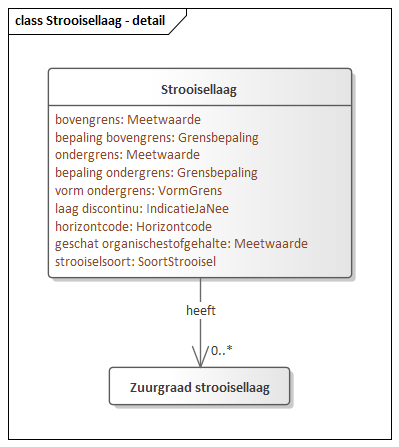 class Strooisellaag - detail
Strooisellaag
bovengrens: Meetwaarde
bepaling bovengrens: Grensbepaling
ondergrens: Meetwaarde
bepaling ondergrens: Grensbepaling
vorm ondergrens: VormGrens
laag discontinu: IndicatieJaNee
horizontcode: Horizontcode
geschat organischestofgehalte: Meetwaarde
strooiselsoort: SoortStrooisel
heeft
0..*
Zuurgraad strooisellaag